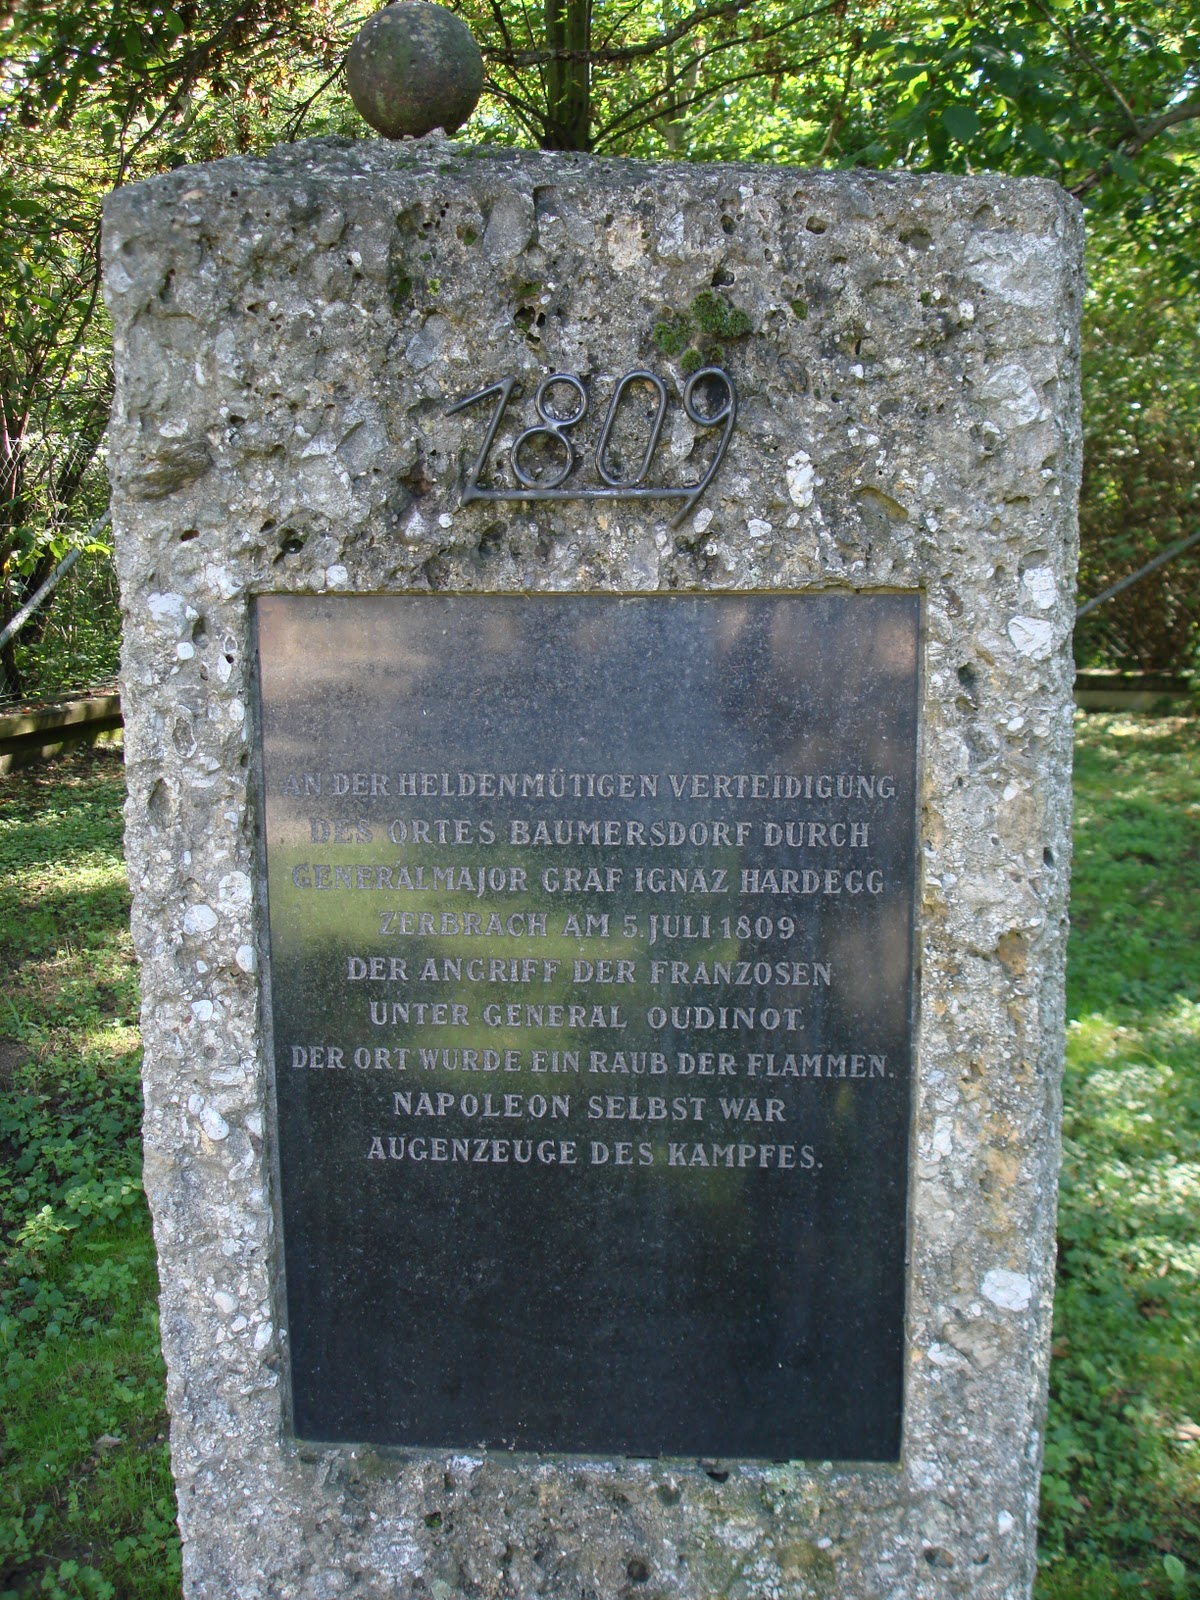 1809
AN DER HELDENMÜTIGEN VERTEIDIGUNG
DES ORTES BAUMERSDORF DURCH
GENERALMAJOR GRAF IGNAZ HARDEGG
ZERBRACH AM 5. JULI 1809
DER ANGRIFF DER FRANZOSEN
UNTER GENERAL OUDINOT.
DER ORT WURDE EIN RAUB DER FLAMMEN.
NAPOLEON SELBST WAR
AUGENZEUGE DES KAMPFES.